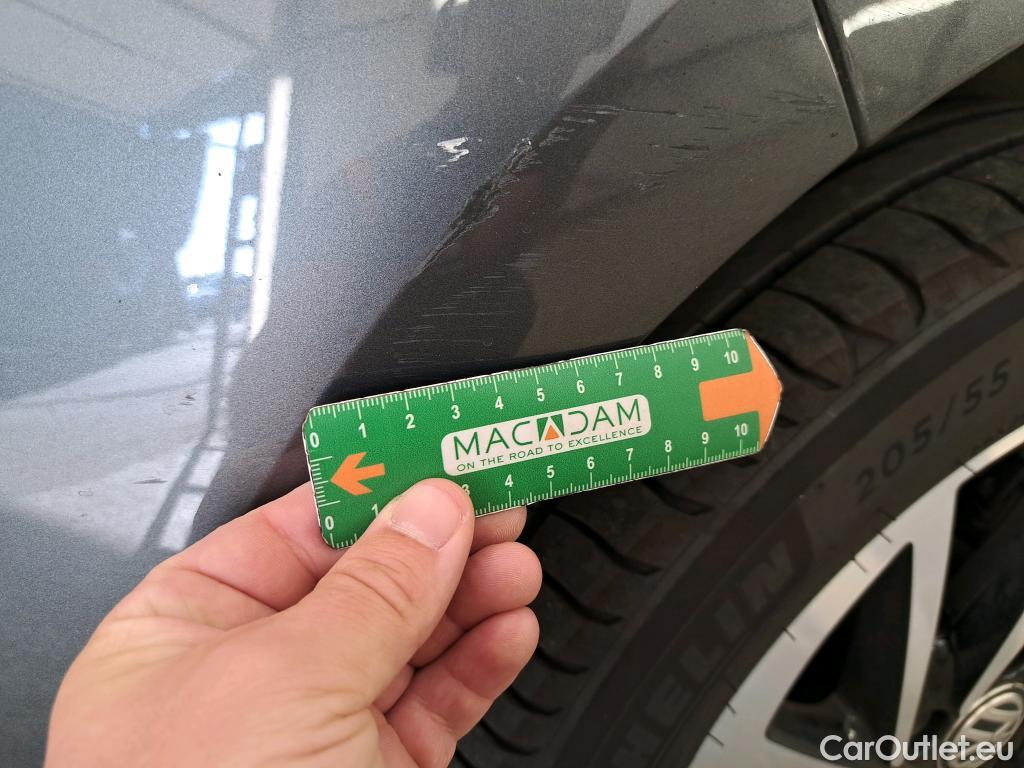 0 1 2 3 4 5 6 7 8 9 10
MACADAM
ON THE ROAD TO EXCELLENCE
0 1 3 4 5 6 7 8 9 10
205/55
HELIN
CarOutlet.eu